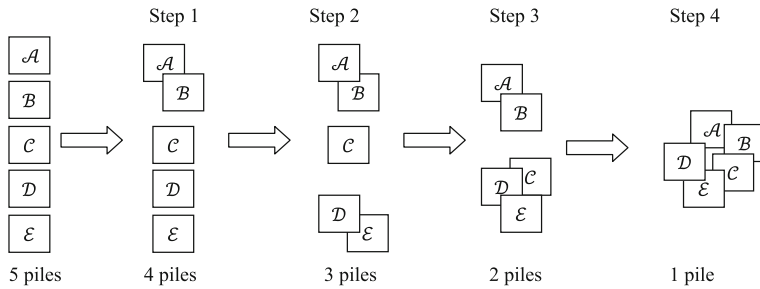 Step 1 Step 2 Step 3 Step 4
𝒜 𝒜 𝒜 𝒜 𝒜
ℬ ℬ ℬ ℬ ℬ
𝒞 𝒞 𝒞 𝒞 𝒞
𝒟 𝒟 𝒟 𝒟 𝒟
ℰ ℰ ℰ ℰ ℰ
5 piles 4 piles 3 piles 2 piles 1 pile